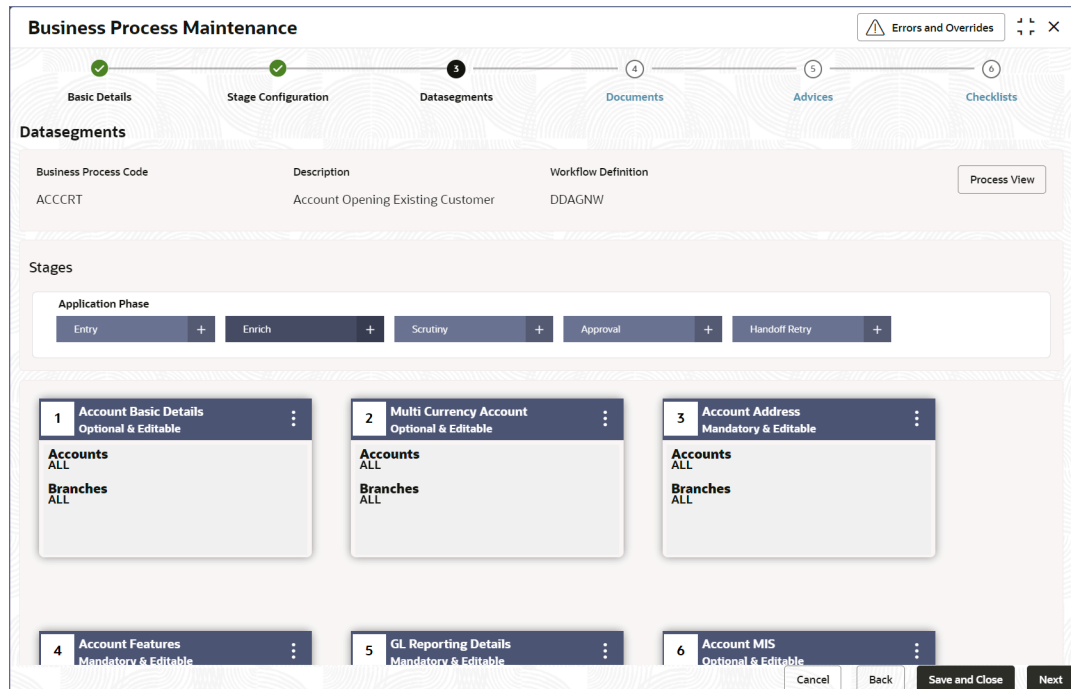 Business Process Maintenance
Errors and Overrides
3
4
5
6
Basic Details
Stage Configuration
Datasegments
Documents
Advices
Checklists
Datasegments
Business Process Code
Description
Workflow Definition
Process View
ACCCRT
Account Opening Existing Customer
DDAGNW
Stages
Application Phase
Entry +
Enrich +
Scrutiny +
Approval +
Handoff Retry +
1
Account Basic Details
Optional & Editable
Accounts
ALL
Branches
ALL
2
Multi Currency Account
Optional & Editable
Accounts
ALL
Branches
ALL
3
Account Address
Mandatory & Editable
Accounts
ALL
Branches
ALL
4
Account Features
Mandatory & Editable
5
GL Reporting Details
Mandatory & Editable
6
Account MIS
Optional & Editable
Cancel
Back
Save and Close
Next